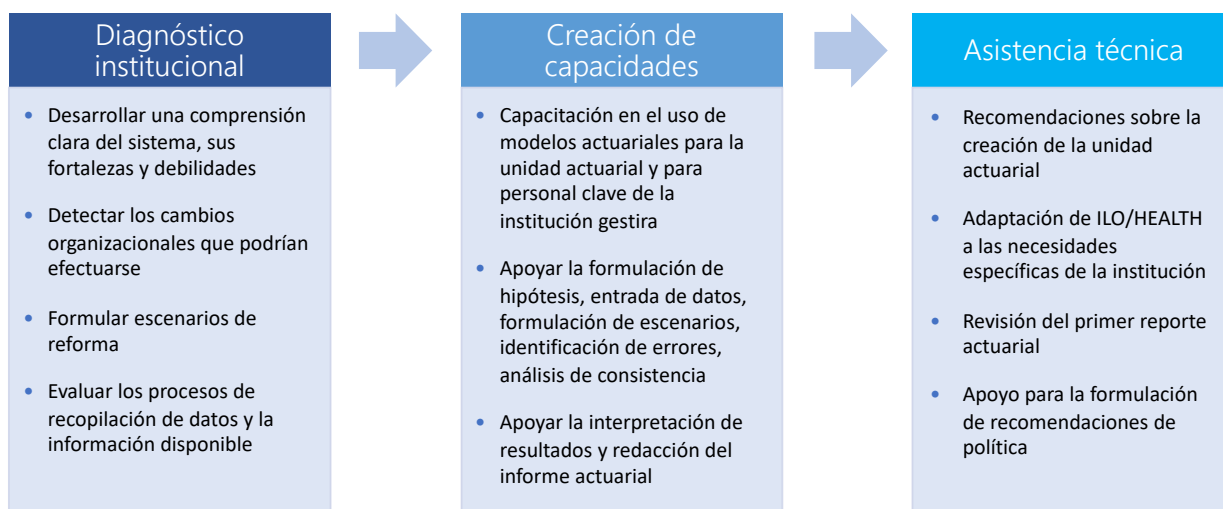 Diagnóstico
institucional
• Desarrollar una comprensión
clara del sistema, sus
fortalezas y debilidades
• Detectar los cambios
organizacionales que podrían
efectuarse
• Formular escenarios de
reforma
• Evaluar los procesos de
recopilación de datos y la
información disponible
Creación de
capacidades
• Capacitación en el uso de
modelos actuariales para la
unidad actuarial y para
personal clave de la
institución gestira
• Apoyar la formulación de
hipótesis, entrada de datos,
formulación de escenarios,
identificación de errores,
análisis de consistencia
• Apoyar la interpretación de
resultados y redacción del
informe actuarial
Asistencia técnica
• Recomendaciones sobre la
creación de la unidad
actuarial
• Adaptación de ILO/HEALTH
a las necesidades
específicas de la institución
• Revisión del primer reporte
actuarial
• Apoyo para la formulación
de recomendaciones de
política